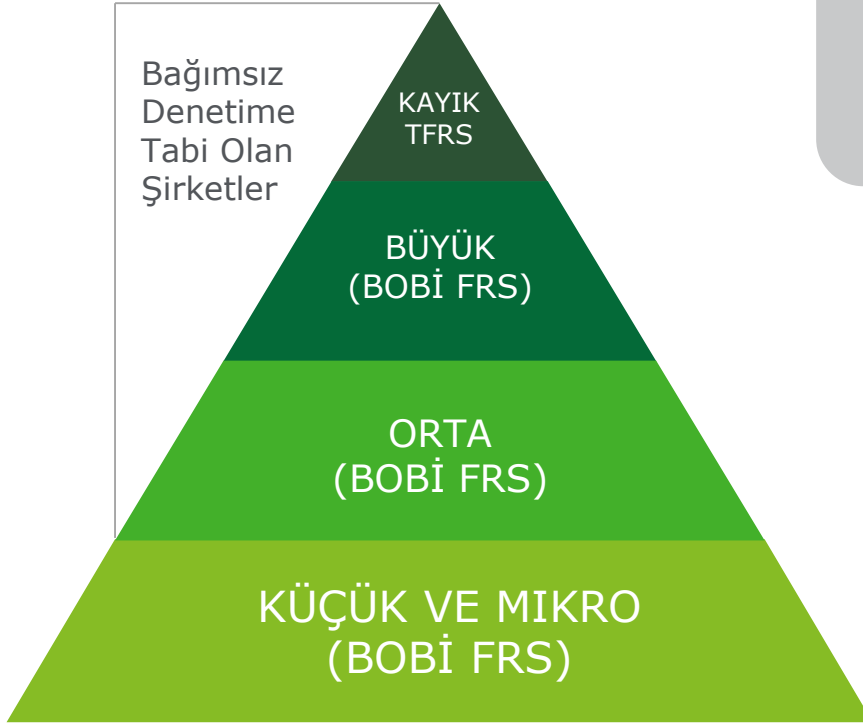 Bağımsız
Denetime
Tabi Olan
Şirketler
KAYIK
TFRS
BÜYÜK
(BOBİ FRS)
ORTA
(BOBİ FRS)
KÜÇÜK VE MIKRO
(BOBİ FRS)